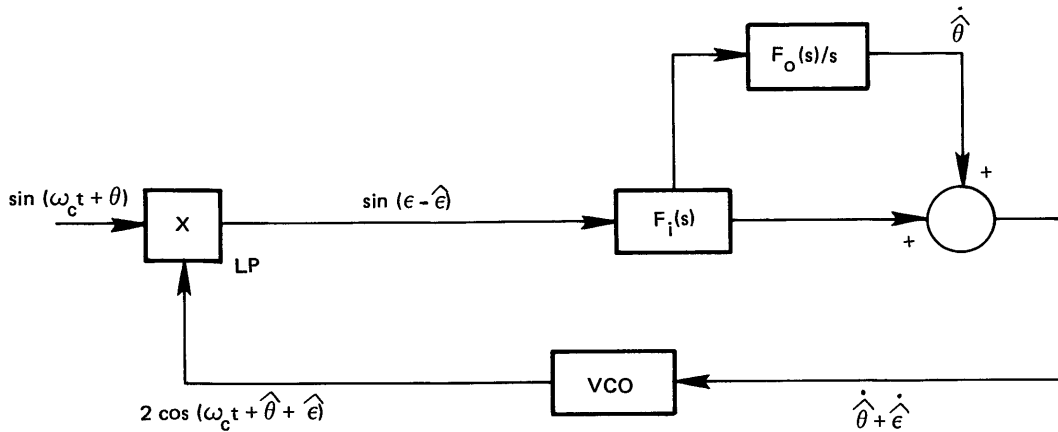 θ̂̇
F_o(s)/s
sin (ω_c t + θ)
X
sin (ϵ - ϵ̂)
F_i(s)
+
+
LP
VCO
2 cos (ω_c t + θ̂ + ϵ̂)
θ̂̇ + ϵ̂̇